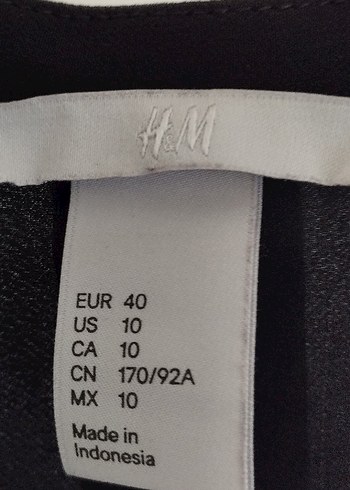 H&M
EUR 40
US 10
CA 10
CN 170/92A
MX 10
Made in
Indonesia